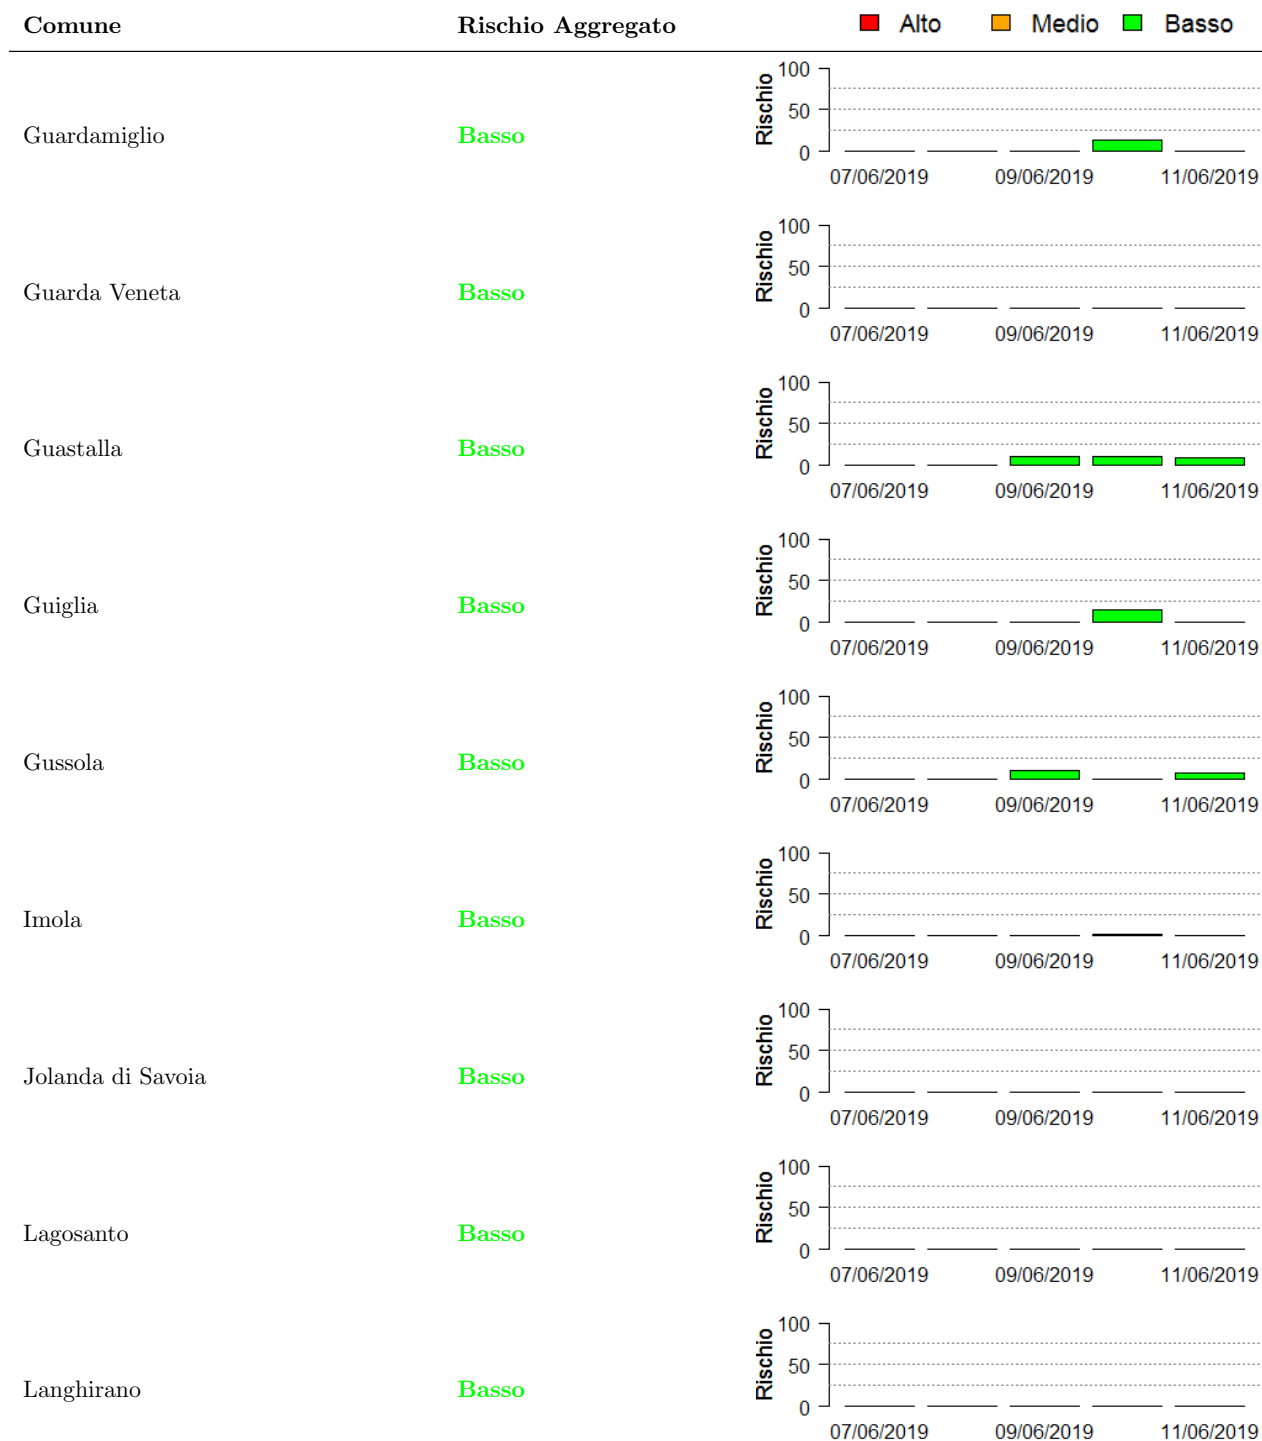 Comune Rischio Aggregato Alto Medio Basso
100
50
0
Rischio
Guardamiglio Basso
07/06/2019 09/06/2019 11/06/2019
100
50
0
Rischio
Guarda Veneta Basso
07/06/2019 09/06/2019 11/06/2019
100
50
0
Rischio
Guastalla Basso
07/06/2019 09/06/2019 11/06/2019
100
50
0
Rischio
Guiglia Basso
07/06/2019 09/06/2019 11/06/2019
100
50
0
Rischio
Gussola Basso
07/06/2019 09/06/2019 11/06/2019
100
50
0
Rischio
Imola Basso
07/06/2019 09/06/2019 11/06/2019
100
50
0
Rischio
Jolanda di Savoia Basso
07/06/2019 09/06/2019 11/06/2019
100
50
0
Rischio
Lagosanto Basso
07/06/2019 09/06/2019 11/06/2019
100
50
0
Rischio
Langhirano Basso
07/06/2019 09/06/2019 11/06/2019